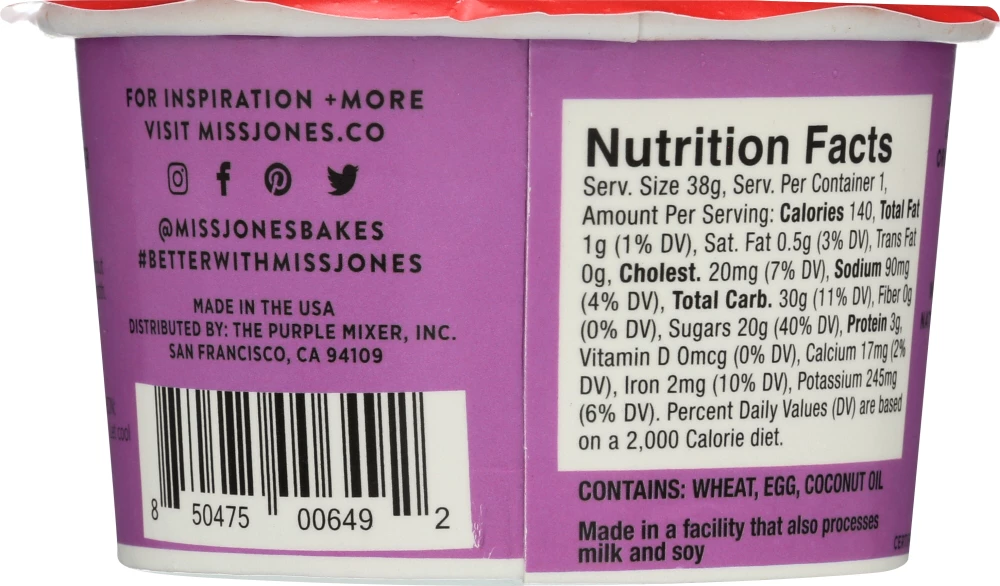 FOR INSPIRATION +MORE
VISIT MISSJONES.CO
@MISSJONESBAKES
#BETTERWITHMISSJONES
MADE IN THE USA
DISTRIBUTED BY: THE PURPLE MIXER, INC.
SAN FRANCISCO, CA 94109
8 50475 00649 2
Nutrition Facts
Serv. Size 38g, Serv. Per Container 1,
Amount Per Serving: Calories 140, Total Fat
1g (1% DV), Sat. Fat 0.5g (3% DV), Trans Fat
0g, Cholest. 20mg (7% DV), Sodium 90mg
(4% DV), Total Carb. 30g (11% DV), Fiber 0g
(0% DV), Sugars 20g (40% DV), Protein 3g,
Vitamin D 0mcg (0% DV), Calcium 17mg (2%
DV), Iron 2mg (10% DV), Potassium 245mg
(6% DV). Percent Daily Values (DV) are based
on a 2,000 Calorie diet.
CONTAINS: WHEAT, EGG, COCONUT OIL
Made in a facility that also processes
milk and soy